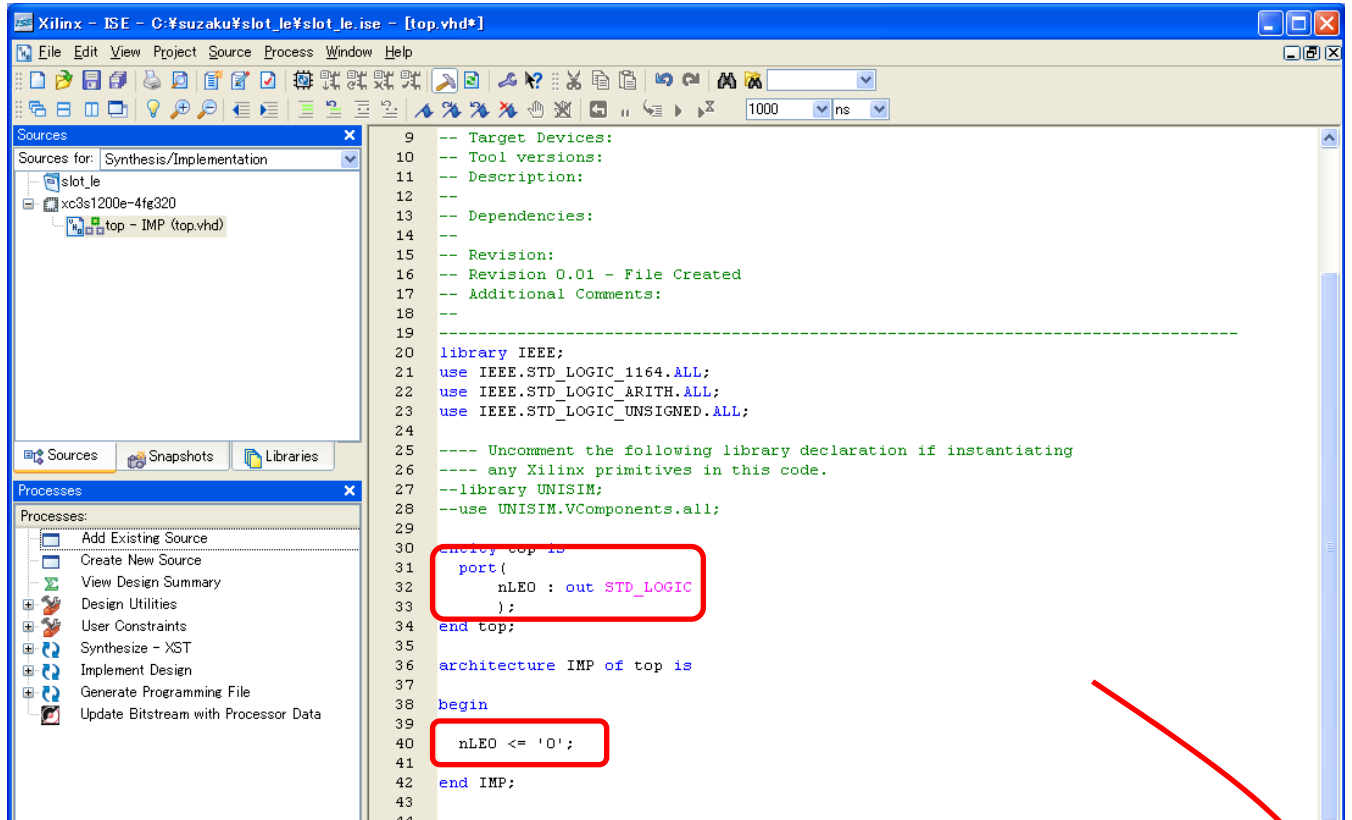 Xilinx - ISE - C:¥suzaku¥slot_le¥slot_le.ise - [top.vhd*]
File Edit View Project Source Process Window Help
1000 ns
Sources
Sources for: Synthesis/Implementation
slot_le
xc3s1200e-4fg320
top - IMP (top.vhd)
Sources Snapshots Libraries
Processes
Processes:
Add Existing Source
Create New Source
View Design Summary
Design Utilities
User Constraints
Synthesize - XST
Implement Design
Generate Programming File
Update Bitstream with Processor Data
9 -- Target Devices:
10 -- Tool versions:
11 -- Description:
12 --
13 -- Dependencies:
14 --
15 -- Revision:
16 -- Revision 0.01 - File Created
17 -- Additional Comments:
18 --
19 ----------------------------------------------------------------------------------
20 library IEEE;
21 use IEEE.STD_LOGIC_1164.ALL;
22 use IEEE.STD_LOGIC_ARITH.ALL;
23 use IEEE.STD_LOGIC_UNSIGNED.ALL;
24
25 ---- Uncomment the following library declaration if instantiating
26 ---- any Xilinx primitives in this code.
27 --library UNISIM;
28 --use UNISIM.VComponents.all;
29
30 entity top is
31 port(
32 nLE0 : out STD_LOGIC
33 );
34 end top;
35
36 architecture IMP of top is
37
38 begin
39
40 nLE0 <= '0';
41
42 end IMP;
43
44